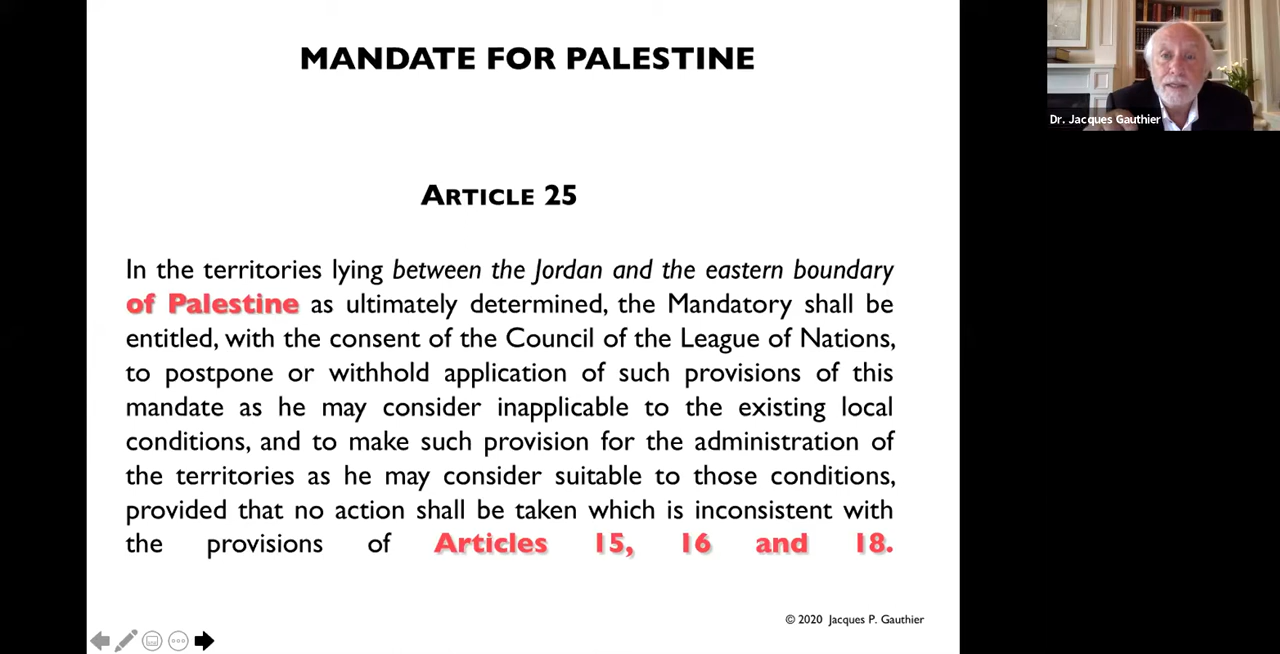 MANDATE FOR PALESTINE
Dr. Jacques Gauthier
ARTICLE 25
In the territories lying between the Jordan and the eastern boundary
of Palestine as ultimately determined, the Mandatory shall be
entitled, with the consent of the Council of the League of Nations,
to postpone or withhold application of such provisions of this
mandate as he may consider inapplicable to the existing local
conditions, and to make such provision for the administration of
the territories as he may consider suitable to those conditions,
provided that no action shall be taken which is inconsistent with
the provisions of Articles 15, 16 and 18.
© 2020 Jacques P. Gauthier